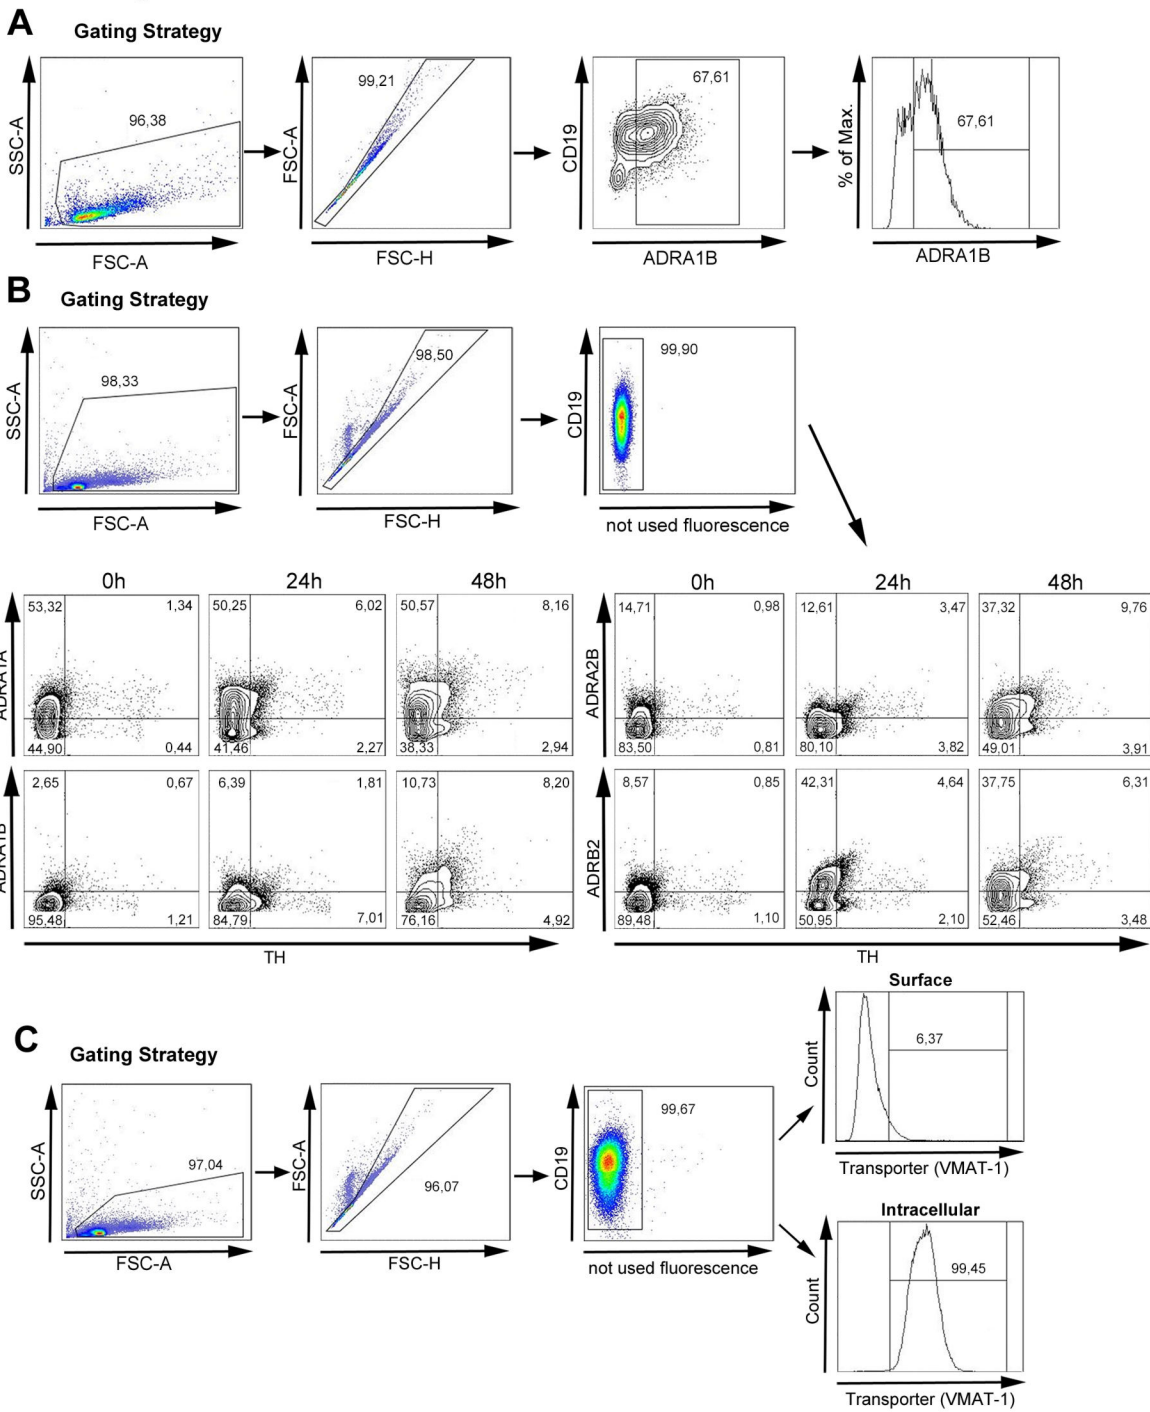 A
Gating Strategy
96,38
SSC-A
FSC-A
99,21
FSC-A
FSC-H
67,61
CD19
ADRA1B
67,61
% of Max.
ADRA1B
B
Gating Strategy
98,33
SSC-A
FSC-A
98,50
FSC-A
FSC-H
99,90
CD19
not used fluorescence
0h 24h 48h
53,32 1,34 50,25 6,02 50,57 8,16
ADRA1A
44,90 0,44 41,46 2,27 38,33 2,94
2,65 0,67 6,39 1,81 10,73 8,20
ADRA1B
95,48 1,21 84,79 7,01 76,16 4,92
TH
0h 24h 48h
14,71 0,98 12,61 3,47 37,32 9,76
ADRA2B
83,50 0,81 80,10 3,82 49,01 3,91
8,57 0,85 42,31 4,64 37,75 6,31
ADRB2
89,48 1,10 50,95 2,10 52,46 3,48
TH
C
Gating Strategy
97,04
SSC-A
FSC-A
96,07
FSC-A
FSC-H
99,67
CD19
not used fluorescence
Surface
6,37
Count
Transporter (VMAT-1)
Intracellular
99,45
Count
Transporter (VMAT-1)